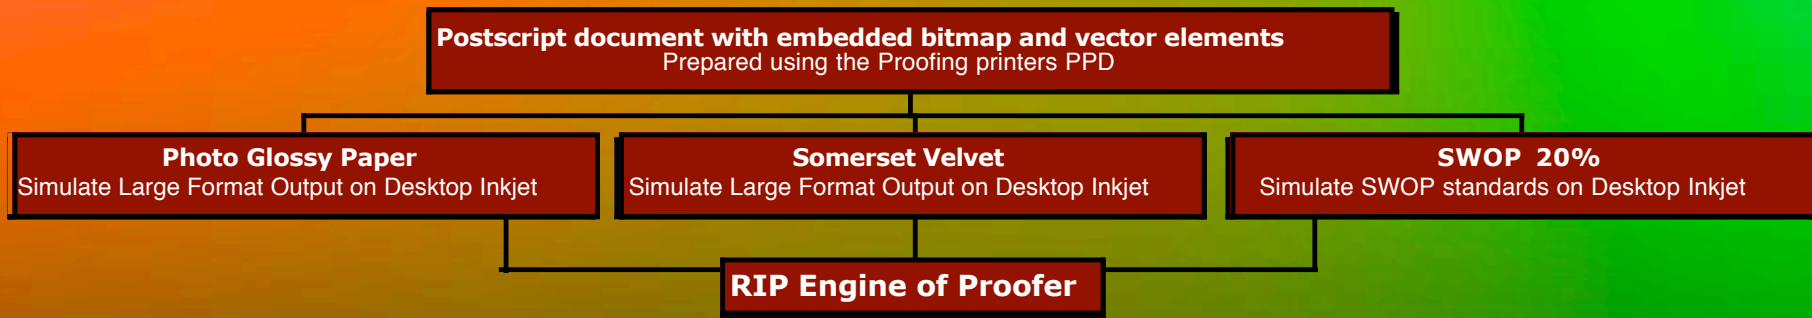 Postscript document with embedded bitmap and vector elements
Prepared using the Proofing printers PPD
Photo Glossy Paper
Simulate Large Format Output on Desktop Inkjet
Somerset Velvet
Simulate Large Format Output on Desktop Inkjet
SWOP 20%
Simulate SWOP standards on Desktop Inkjet
RIP Engine of Proofer